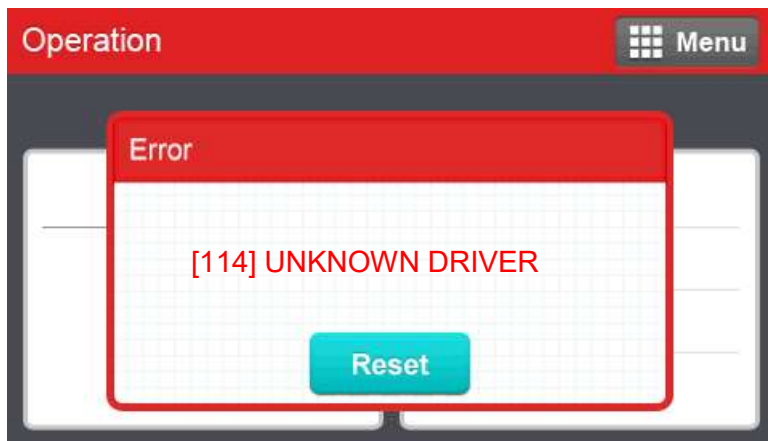 Operation
Menu
Error
[114] UNKNOWN DRIVER
Reset